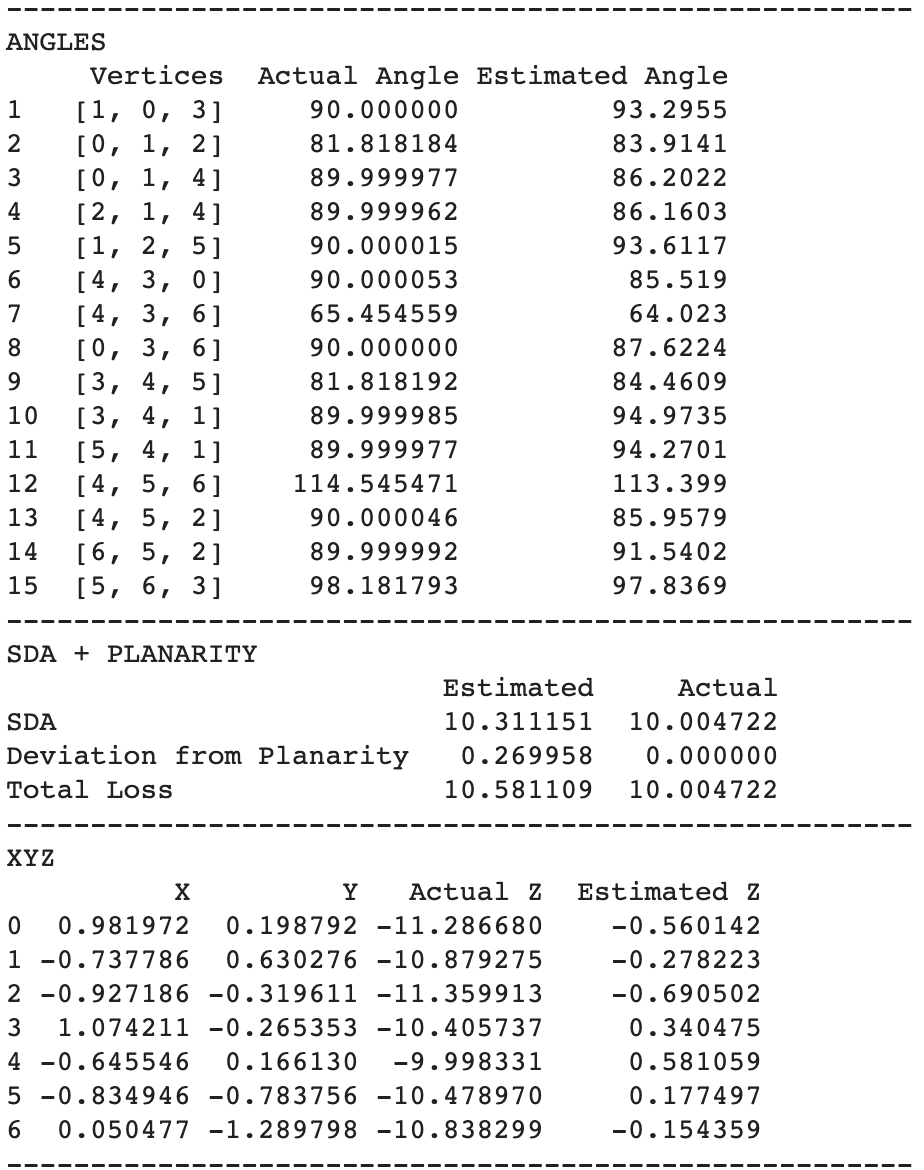 ------------------------------------------------------
ANGLES
     Vertices  Actual Angle Estimated Angle
1   [1, 0, 3]     90.000000         93.2955
2   [0, 1, 2]     81.818184         83.9141
3   [0, 1, 4]     89.999977         86.2022
4   [2, 1, 4]     89.999962         86.1603
5   [1, 2, 5]     90.000015         93.6117
6   [4, 3, 0]     90.000053          85.519
7   [4, 3, 6]     65.454559          64.023
8   [0, 3, 6]     90.000000         87.6224
9   [3, 4, 5]     81.818192         84.4609
10  [3, 4, 1]     89.999985         94.9735
11  [5, 4, 1]     89.999977         94.2701
12  [4, 5, 6]    114.545471         113.399
13  [4, 5, 2]     90.000046         85.9579
14  [6, 5, 2]     89.999992         91.5402
15  [5, 6, 3]     98.181793         97.8369
------------------------------------------------------
SDA + PLANARITY
                          Estimated     Actual
SDA                       10.311151  10.004722
Deviation from Planarity   0.269958   0.000000
Total Loss                10.581109  10.004722
------------------------------------------------------
XYZ
          X         Y   Actual Z  Estimated Z
0  0.981972  0.198792 -11.286680    -0.560142
1 -0.737786  0.630276 -10.879275    -0.278223
2 -0.927186 -0.319611 -11.359913    -0.690502
3  1.074211 -0.265353 -10.405737     0.340475
4 -0.645546  0.166130  -9.998331     0.581059
5 -0.834946 -0.783756 -10.478970     0.177497
6  0.050477 -1.289798 -10.838299    -0.154359
------------------------------------------------------